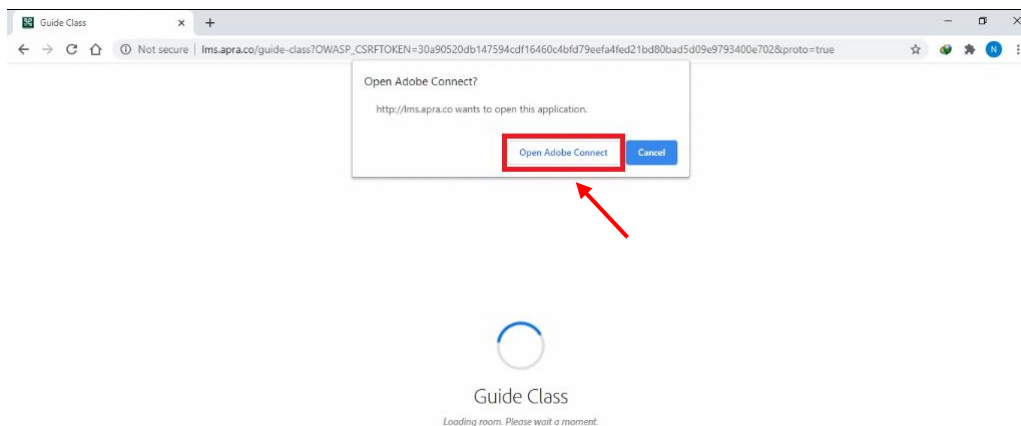 Guide Class
Not secure | lms.apra.co/guide-class?OWASP_CSRFTOKEN=30a90520db147594cdf16460c4bfd79eefa4fed21bd80bad5d09e9793400e702&proto=true
N
Open Adobe Connect?
http://lms.apra.co wants to open this application.
Open Adobe Connect Cancel
Guide Class
Loading room. Please wait a moment.